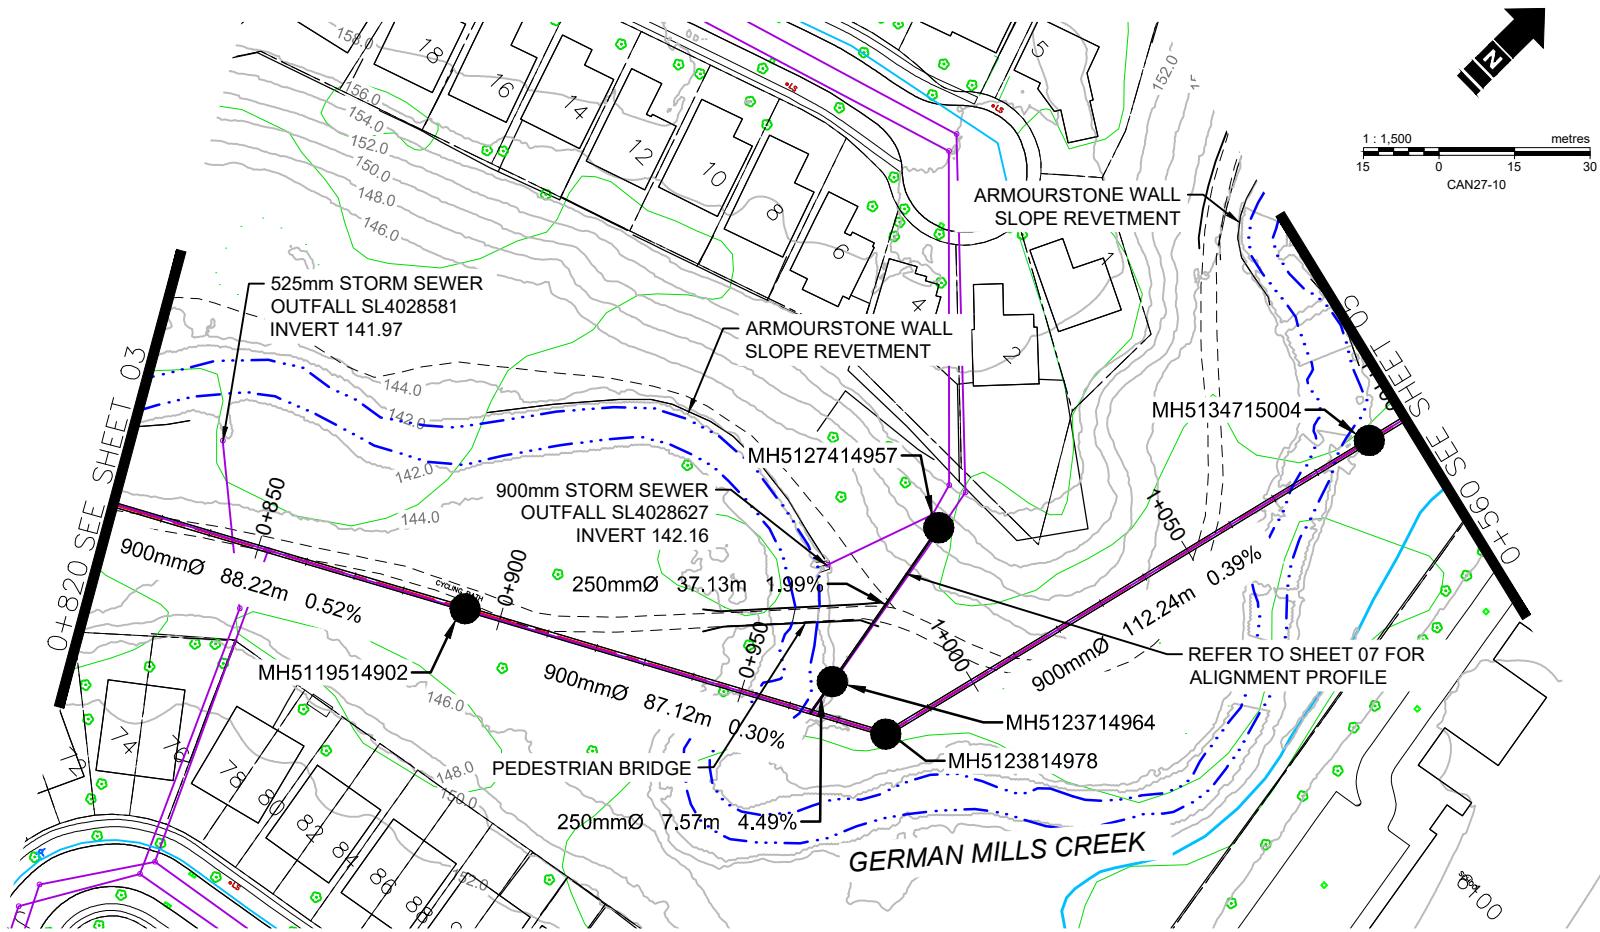 158.0
18
16
14
12
10
8
6
4
5
1
2
156.0
154.0
152.0
150.0
148.0
146.0
LS
LS
152.0
N
1 : 1,500 metres
15 0 15 30
CAN27-10
ARMOURSTONE WALL
SLOPE REVETMENT
525mm STORM SEWER
OUTFALL SL4028581
INVERT 141.97
ARMOURSTONE WALL
SLOPE REVETMENT
144.0
142.0
142.0
144.0
MH5134715004
MH5127414957
900mm STORM SEWER
OUTFALL SL4028627
INVERT 142.16
0+820 SEE SHEET 03
0+560 SEE SHEET 05
0+850
0+900
0+950
1+000
1+050
900mmØ 88.22m 0.52%
CYCLING PATH
250mmØ 37.13m 1.99%
900mmØ 112.24m 0.39%
MH5119514902
900mmØ 87.12m 0.30%
REFER TO SHEET 07 FOR
ALIGNMENT PROFILE
MH5123714964
MH5123814978
PEDESTRIAN BRIDGE
250mmØ 7.57m 4.49%
GERMAN MILLS CREEK
146.0
148.0
150.0
152.0
74
76
78
80
82
84
86
88
LS